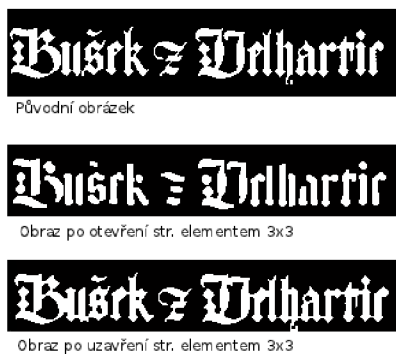 Bušek z Velhartic
Původní obrázek
Bušek z Velhartic
Obraz po otevření str. elementem 3x3
Bušek z Velhartic
Obraz po uzavření str. elementem 3x3